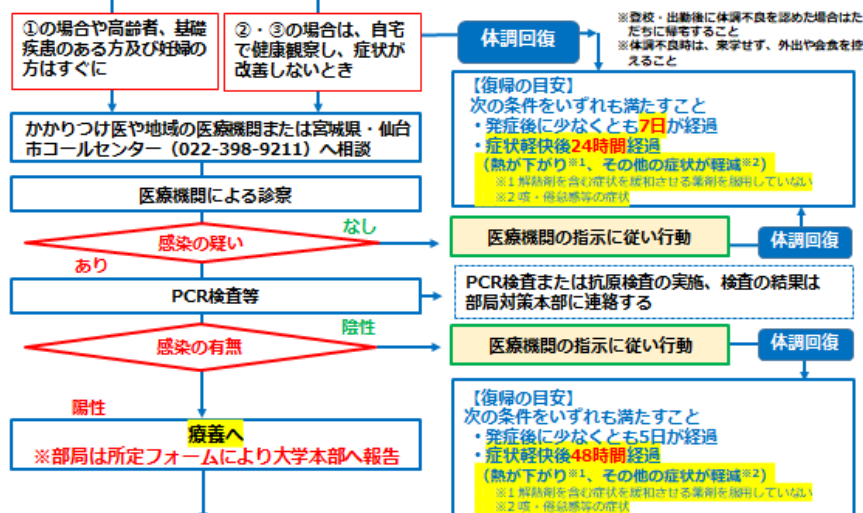 ①の場合や高齢者、基礎
疾患のある方及び妊婦の
方はすぐに
②・③の場合は、自宅
で健康観察し、症状が
改善しないとき
体調回復
※登校・出勤後に体調不良を認めた場合はた
だちに帰宅すること
※体調不良時は、来学せず、外出や会食を控
えること
【復帰の目安】
次の条件をいずれも満たすこと
・発症後に少なくとも7日が経過
・症状軽快後24時間経過
（熱が下がり※1、その他の症状が軽減※2）
※1 解熱剤を含む症状を緩和させる薬剤を服用していない
※2 咳・倦怠感等の症状
かかりつけ医や地域の医療機関または宮城県・仙台
市コールセンター（022-398-9211）へ相談
医療機関による診察
感染の疑い
なし
医療機関の指示に従い行動
体調回復
あり
PCR検査等
PCR検査または抗原検査の実施、検査の結果は
部局対策本部に連絡する
感染の有無
陰性
医療機関の指示に従い行動
体調回復
陽性
療善へ
※部局は所定フォームにより大学本部へ報告
【復帰の目安】
次の条件をいずれも満たすこと
・発症後に少なくとも5日が経過
・症状軽快後48時間経過
（熱が下がり※1、その他の症状が軽減※2）
※1 解熱剤を含む症状を緩和させる薬剤を服用していない
※2 咳・倦怠感等の症状